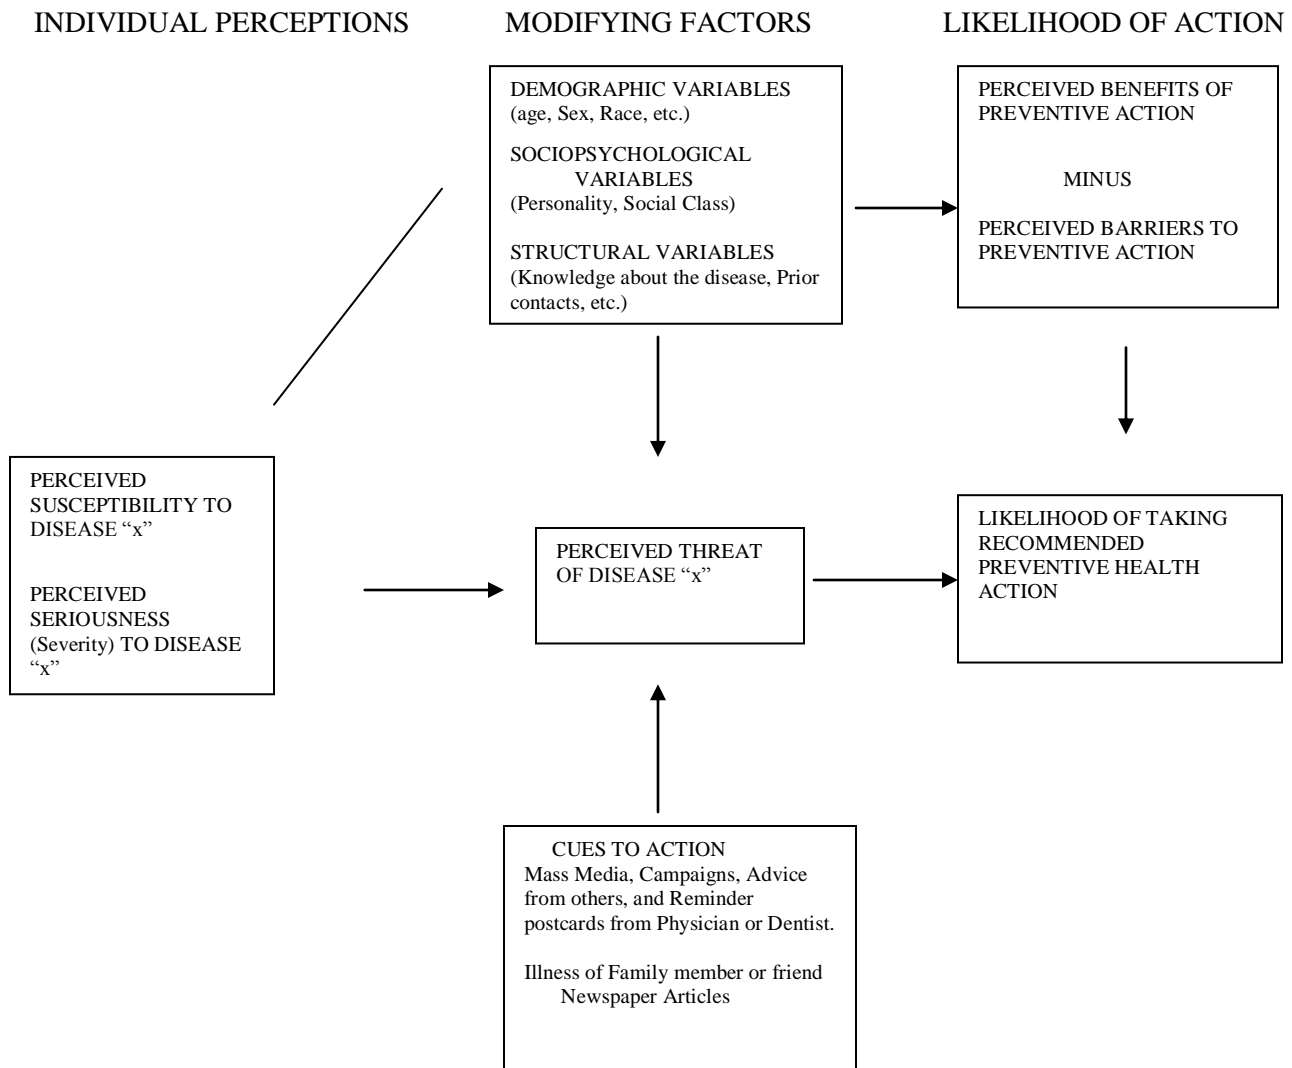 INDIVIDUAL PERCEPTIONS
MODIFYING FACTORS
LIKELIHOOD OF ACTION
DEMOGRAPHIC VARIABLES
(age, Sex, Race, etc.)
SOCIOPSYCHOLOGICAL
VARIABLES
(Personality, Social Class)
STRUCTURAL VARIABLES
(Knowledge about the disease, Prior
contacts, etc.)
PERCEIVED BENEFITS OF
PREVENTIVE ACTION
MINUS
PERCEIVED BARRIERS TO
PREVENTIVE ACTION
PERCEIVED
SUSCEPTIBILITY TO
DISEASE “x”
PERCEIVED
SERIOUSNESS
(Severity) TO DISEASE
“x”
PERCEIVED THREAT
OF DISEASE “x”
LIKELIHOOD OF TAKING
RECOMMENDED
PREVENTIVE HEALTH
ACTION
CUES TO ACTION
Mass Media, Campaigns, Advice
from others, and Reminder
postcards from Physician or Dentist.
Illness of Family member or friend
Newspaper Articles